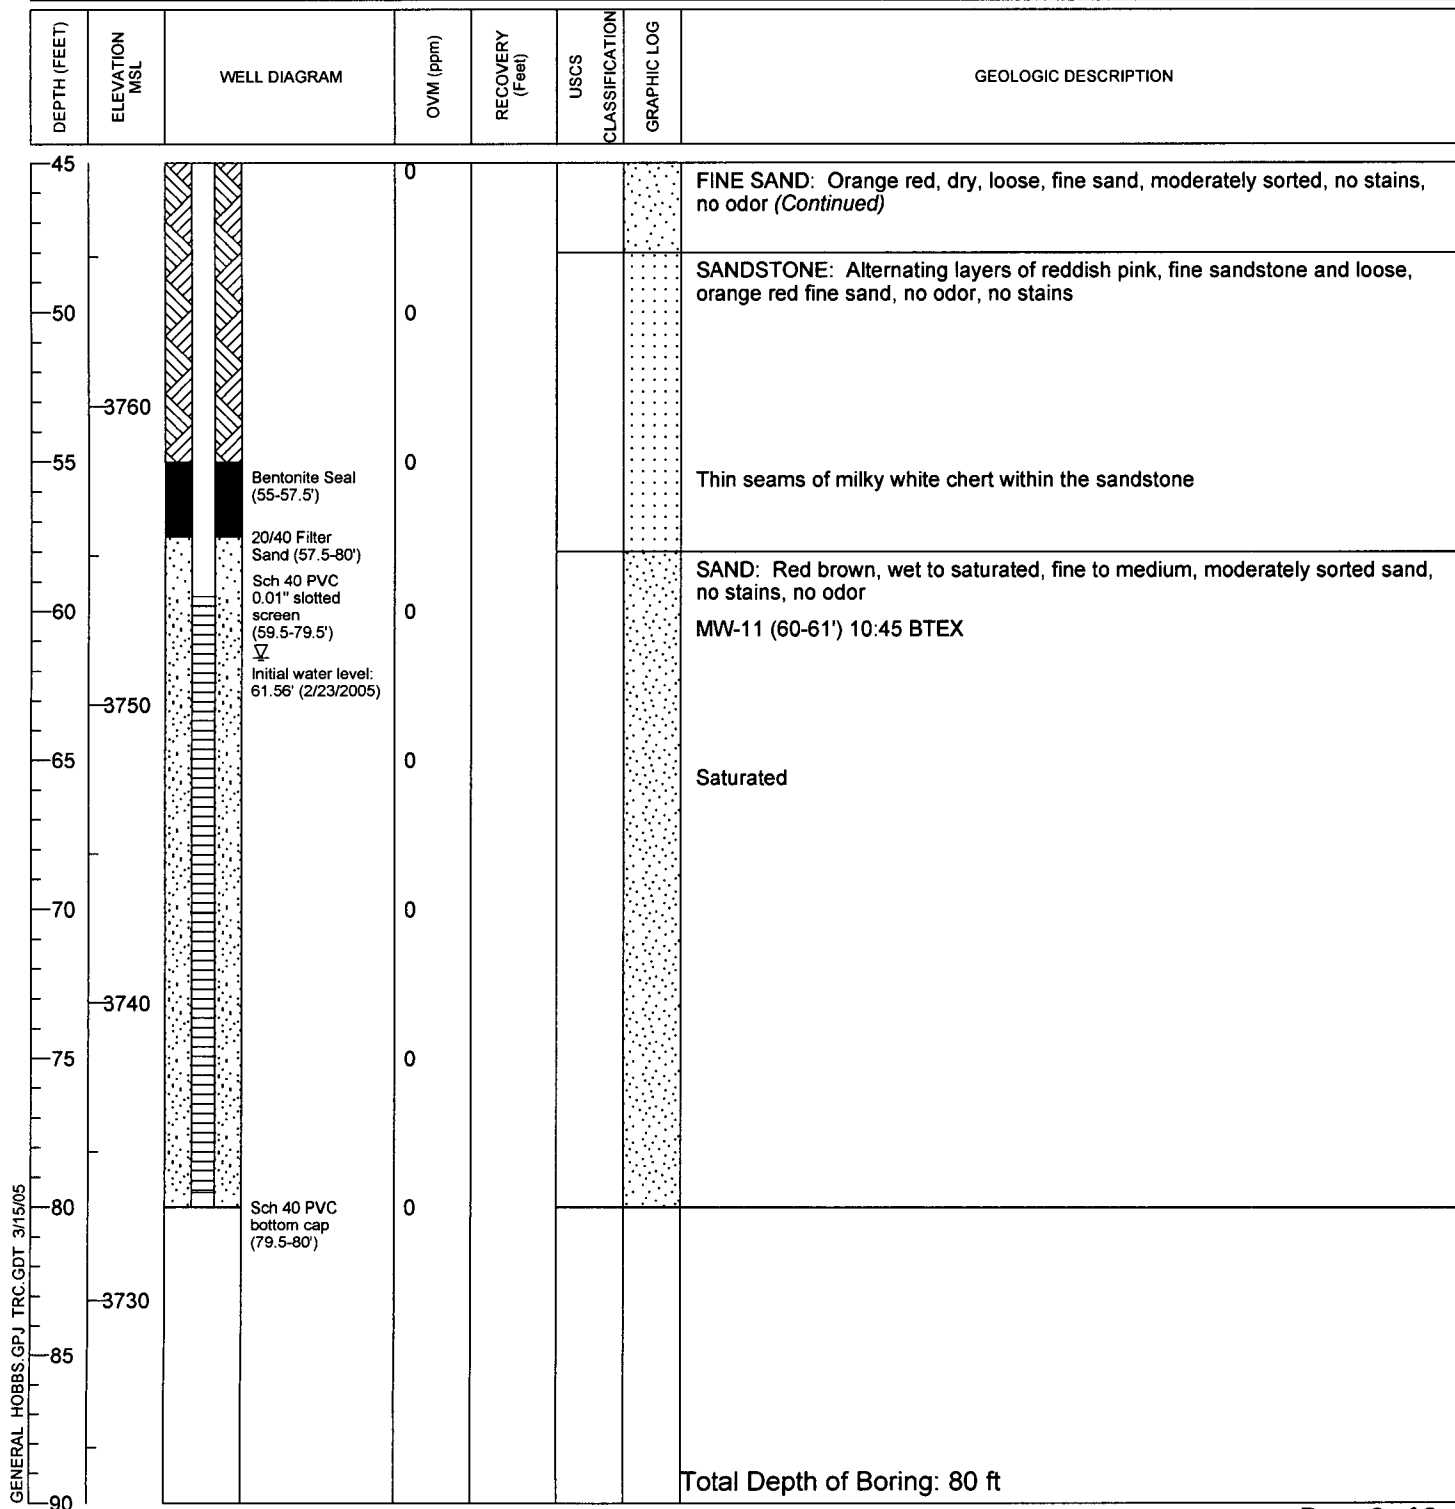 DEPTH (FEET)
ELEVATION
MSL
WELL DIAGRAM
OVM (ppm)
RECOVERY
(Feet)
USCS
CLASSIFICATION
GRAPHIC LOG
GEOLOGIC DESCRIPTION
45
0
FINE SAND: Orange red, dry, loose, fine sand, moderately sorted, no stains,
no odor (Continued)
SANDSTONE: Alternating layers of reddish pink, fine sandstone and loose,
orange red fine sand, no odor, no stains
50
0
3760
55
0
Bentonite Seal
(55-57.5')
Thin seams of milky white chert within the sandstone
20/40 Filter
Sand (57.5-80')
SAND: Red brown, wet to saturated, fine to medium, moderately sorted sand,
no stains, no odor
Sch 40 PVC
0.01" slotted
screen
(59.5-79.5')
60
0
MW-11 (60-61') 10:45 BTEX
Initial water level:
61.56' (2/23/2005)
3750
65
0
Saturated
70
0
3740
75
0
80
0
Sch 40 PVC
bottom cap
(79.5-80')
3730
85
Total Depth of Boring: 80 ft
90
GENERAL HOBBS.GPJ TRC.GDT 3/15/05